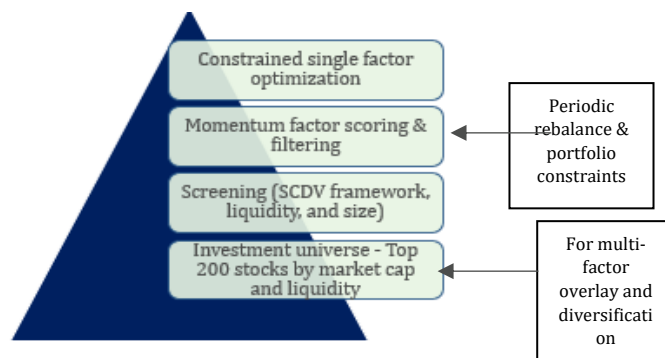 Constrained single factor
optimization
Momentum factor scoring &
filtering
Screening (SCDV framework,
liquidity, and size)
Investment universe - Top
200 stocks by market cap
and liquidity
Periodic
rebalance &
portfolio
constraints
For multi-
factor
overlay and
diversificati
on